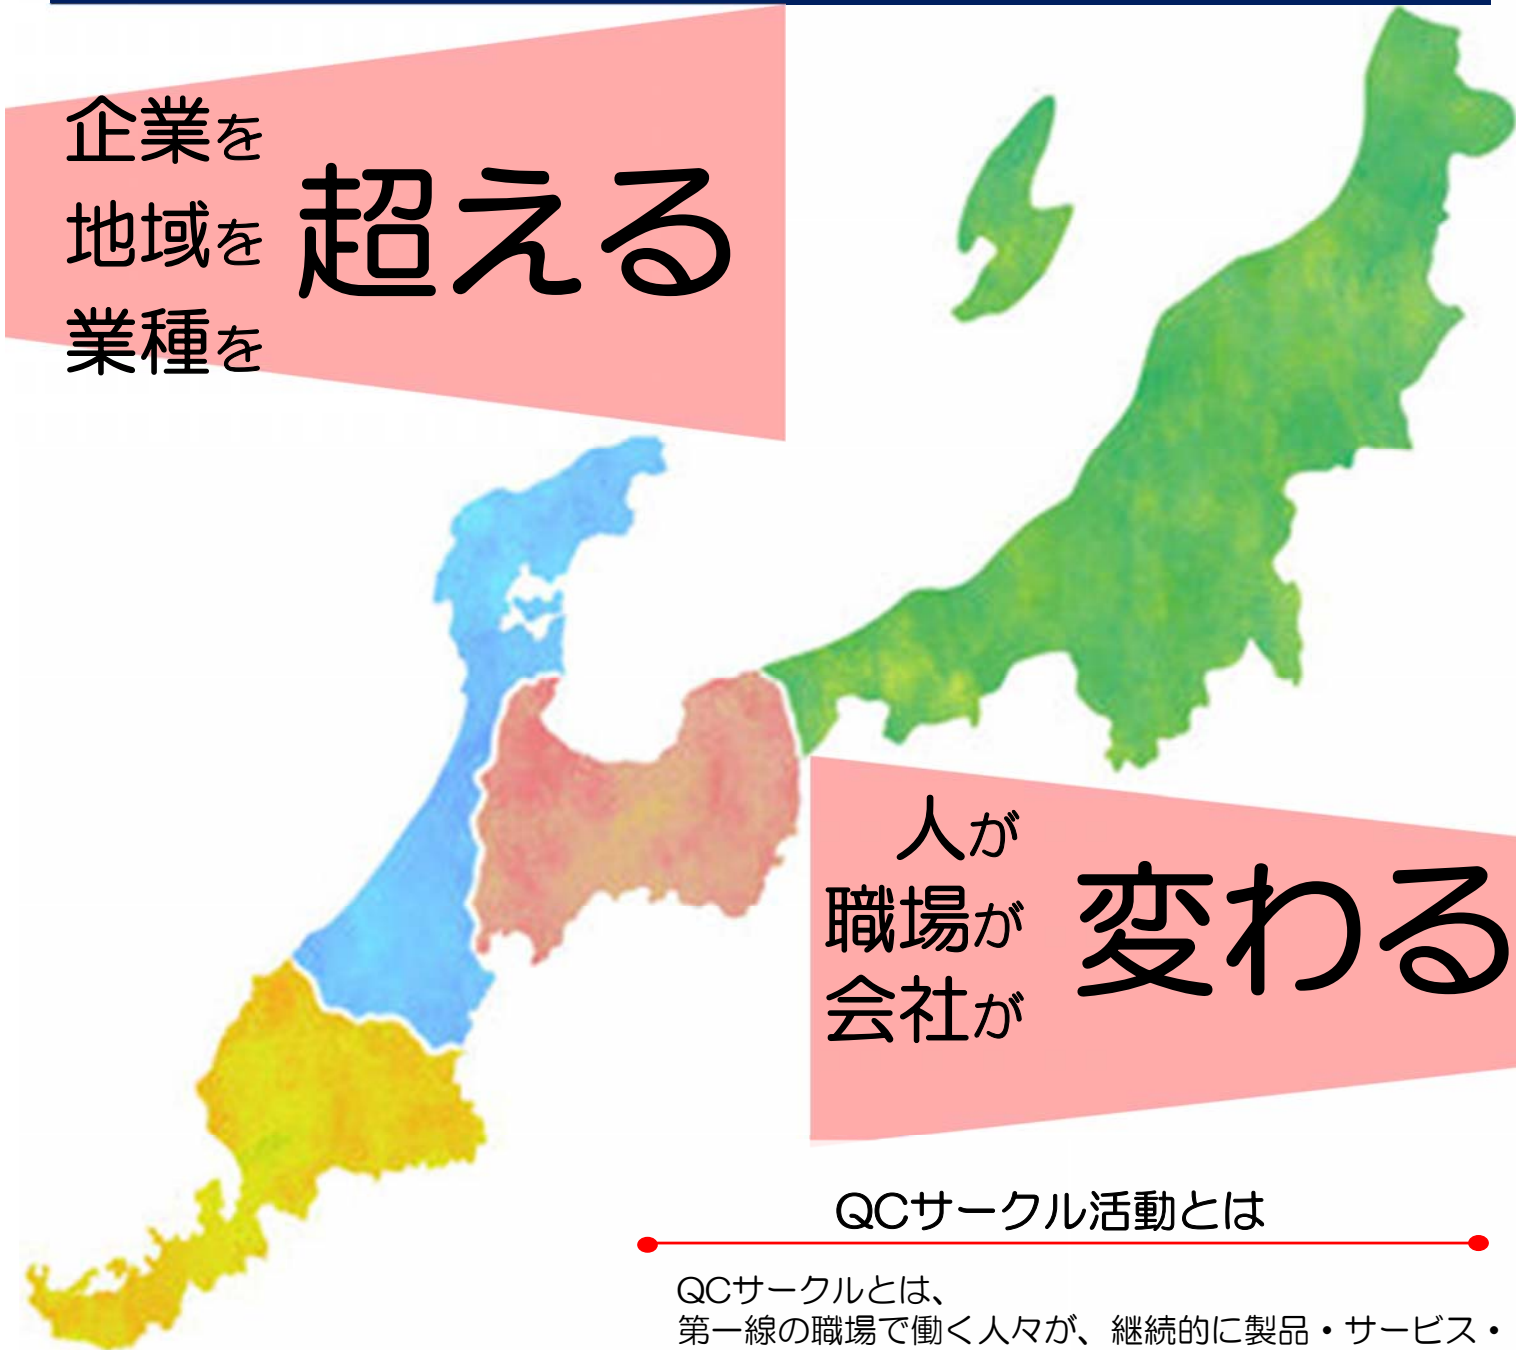 企業を
地域を
業種を
超える
人が
職場が
会社が
変わる
QCサークル活動とは
QCサークルとは、
第一線の職場で働く人々が、継続的に製品・サービス・